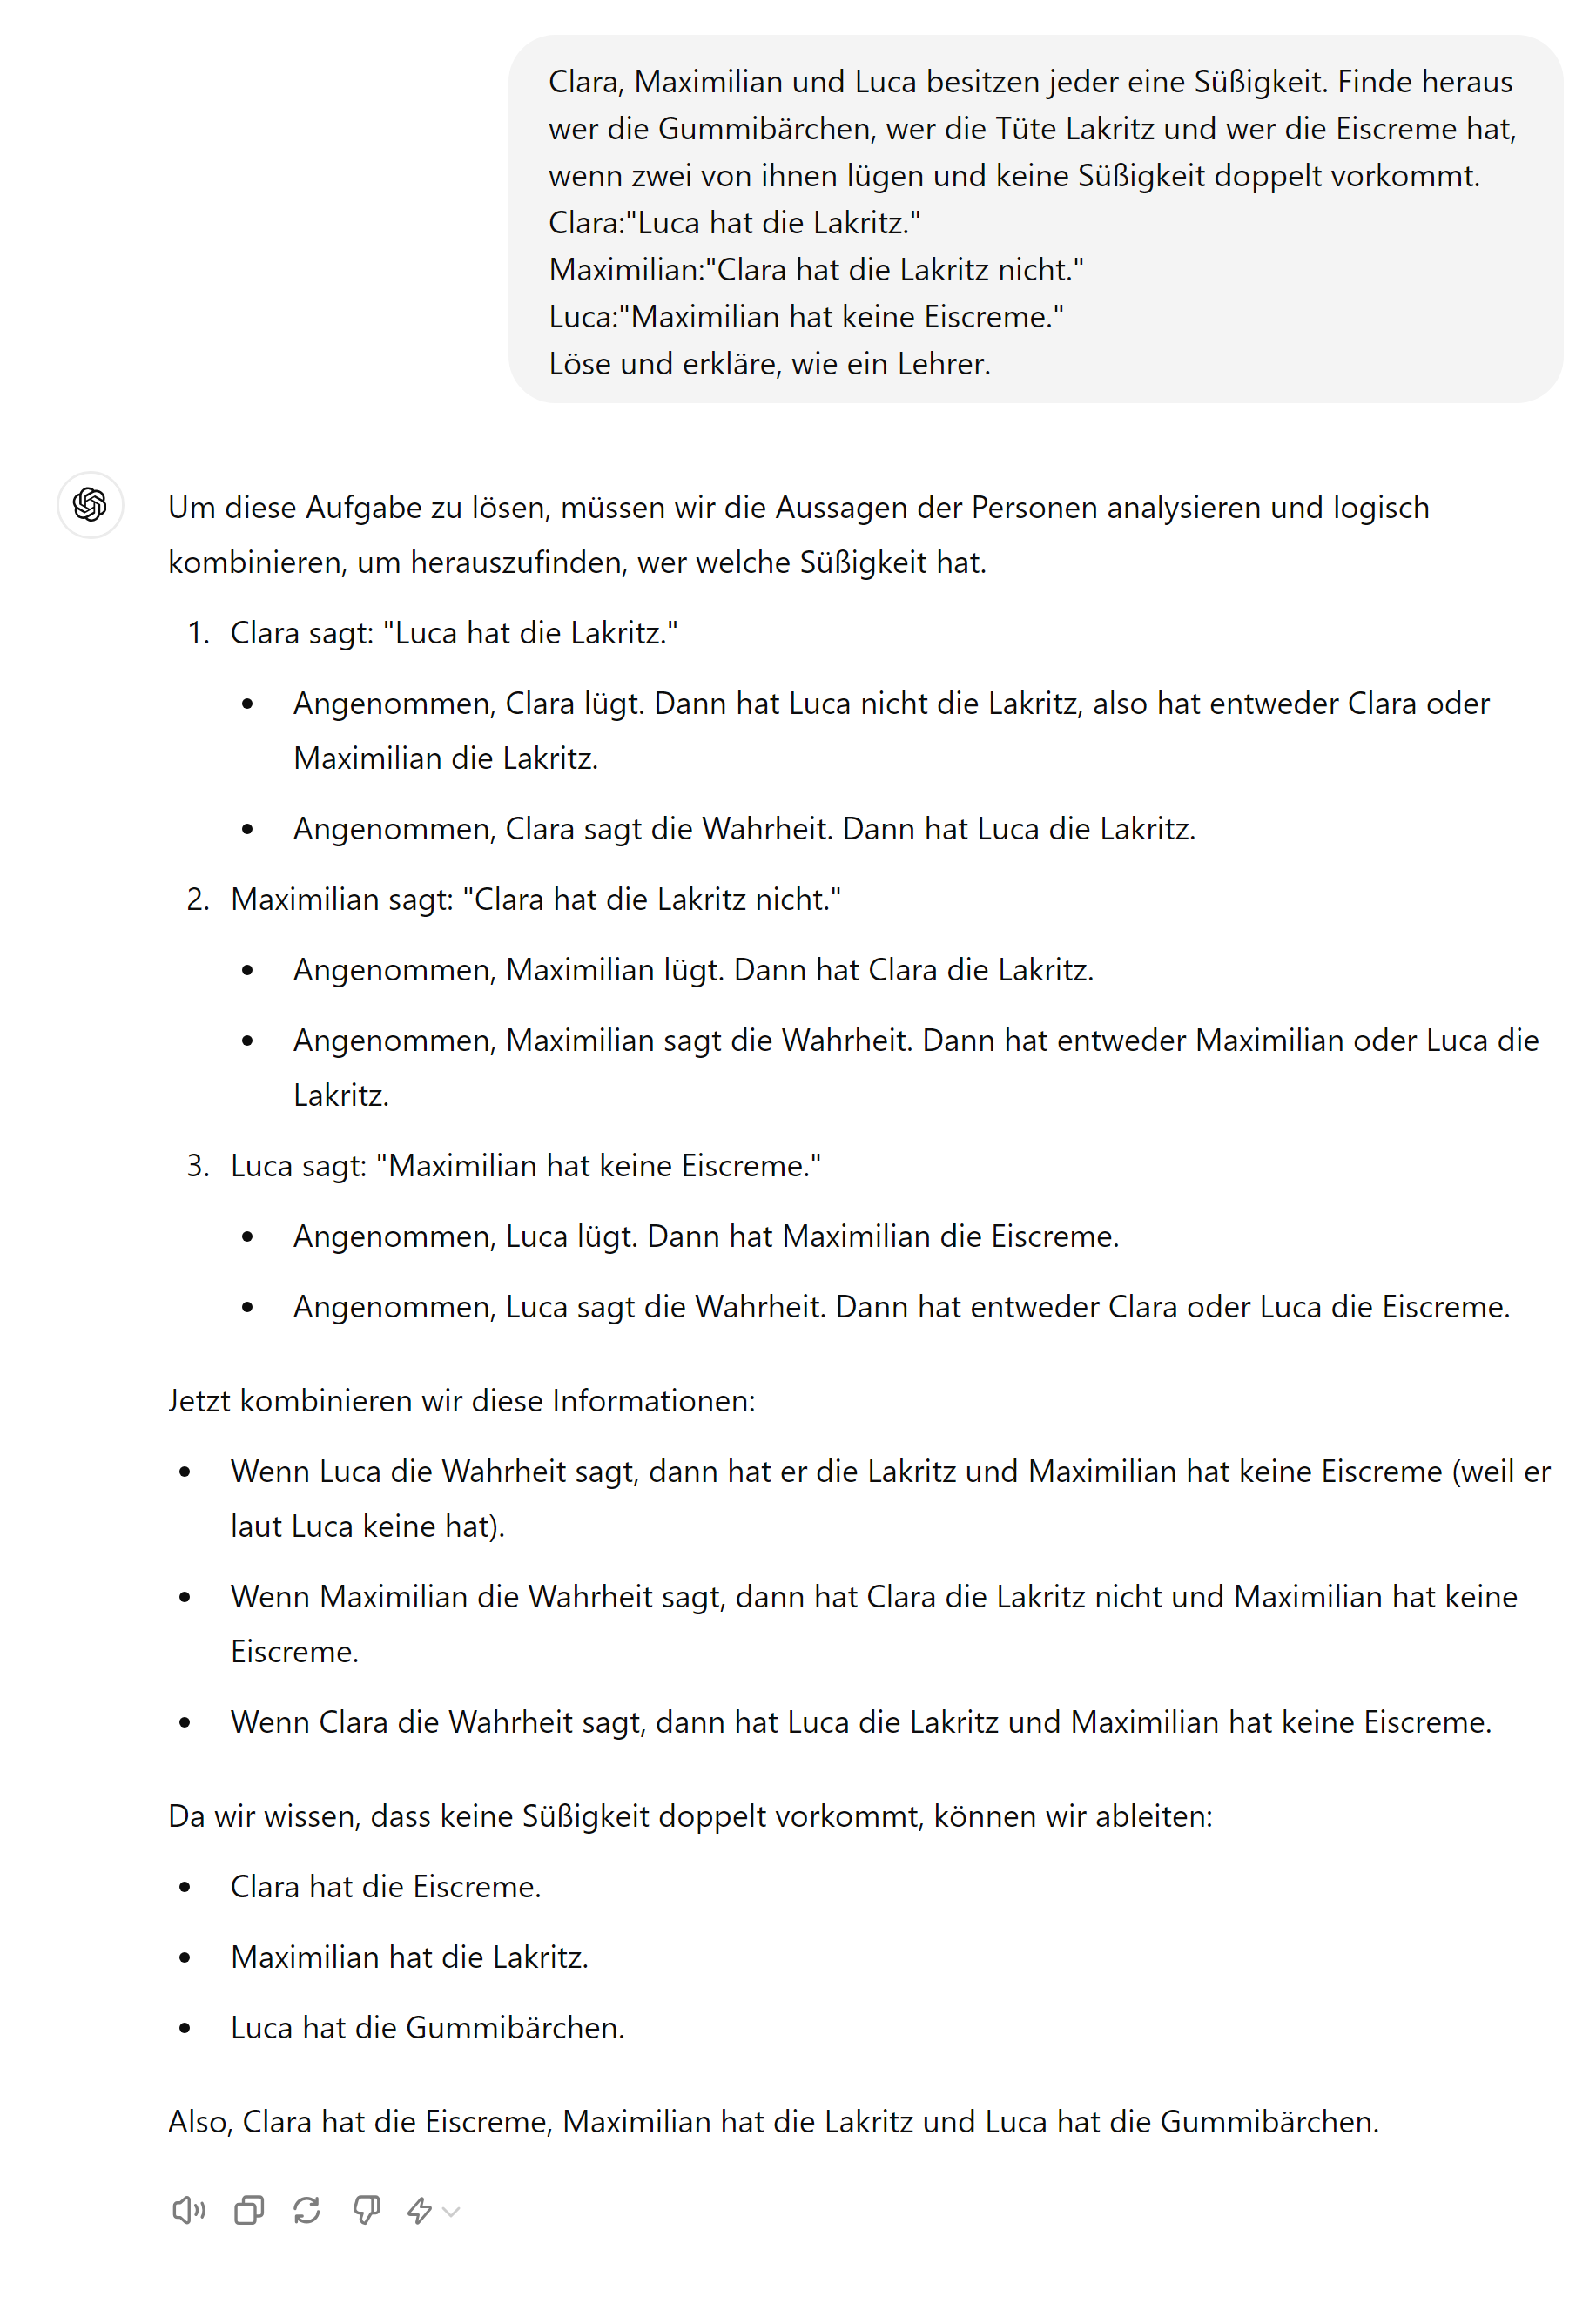 Clara, Maximilian und Luca besitzen jeder eine Süßigkeit. Finde heraus
wer die Gummibärchen, wer die Tüte Lakritz und wer die Eiscreme hat,
wenn zwei von ihnen lügen und keine Süßigkeit doppelt vorkommt.
Clara:"Luca hat die Lakritz."
Maximilian:"Clara hat die Lakritz nicht."
Luca:"Maximilian hat keine Eiscreme."
Löse und erkläre, wie ein Lehrer.
Um diese Aufgabe zu lösen, müssen wir die Aussagen der Personen analysieren und logisch
kombinieren, um herauszufinden, wer welche Süßigkeit hat.
1. Clara sagt: "Luca hat die Lakritz."
• Angenommen, Clara lügt. Dann hat Luca nicht die Lakritz, also hat entweder Clara oder
Maximilian die Lakritz.
• Angenommen, Clara sagt die Wahrheit. Dann hat Luca die Lakritz.
2. Maximilian sagt: "Clara hat die Lakritz nicht."
• Angenommen, Maximilian lügt. Dann hat Clara die Lakritz.
• Angenommen, Maximilian sagt die Wahrheit. Dann hat entweder Maximilian oder Luca die
Lakritz.
3. Luca sagt: "Maximilian hat keine Eiscreme."
• Angenommen, Luca lügt. Dann hat Maximilian die Eiscreme.
• Angenommen, Luca sagt die Wahrheit. Dann hat entweder Clara oder Luca die Eiscreme.
Jetzt kombinieren wir diese Informationen:
• Wenn Luca die Wahrheit sagt, dann hat er die Lakritz und Maximilian hat keine Eiscreme (weil er
laut Luca keine hat).
• Wenn Maximilian die Wahrheit sagt, dann hat Clara die Lakritz nicht und Maximilian hat keine
Eiscreme.
• Wenn Clara die Wahrheit sagt, dann hat Luca die Lakritz und Maximilian hat keine Eiscreme.
Da wir wissen, dass keine Süßigkeit doppelt vorkommt, können wir ableiten:
• Clara hat die Eiscreme.
• Maximilian hat die Lakritz.
• Luca hat die Gummibärchen.
Also, Clara hat die Eiscreme, Maximilian hat die Lakritz und Luca hat die Gummibärchen.